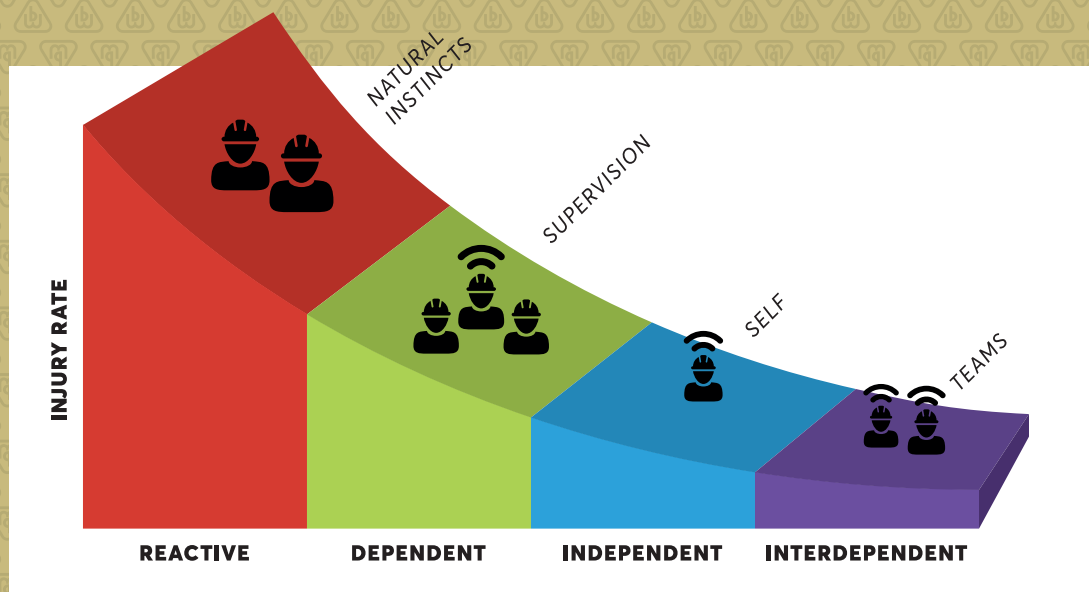 NATURAL
INSTINCTS
SUPERVISION
SELF
TEAMS
INJURY RATE
REACTIVE
DEPENDENT
INDEPENDENT
INTERDEPENDENT